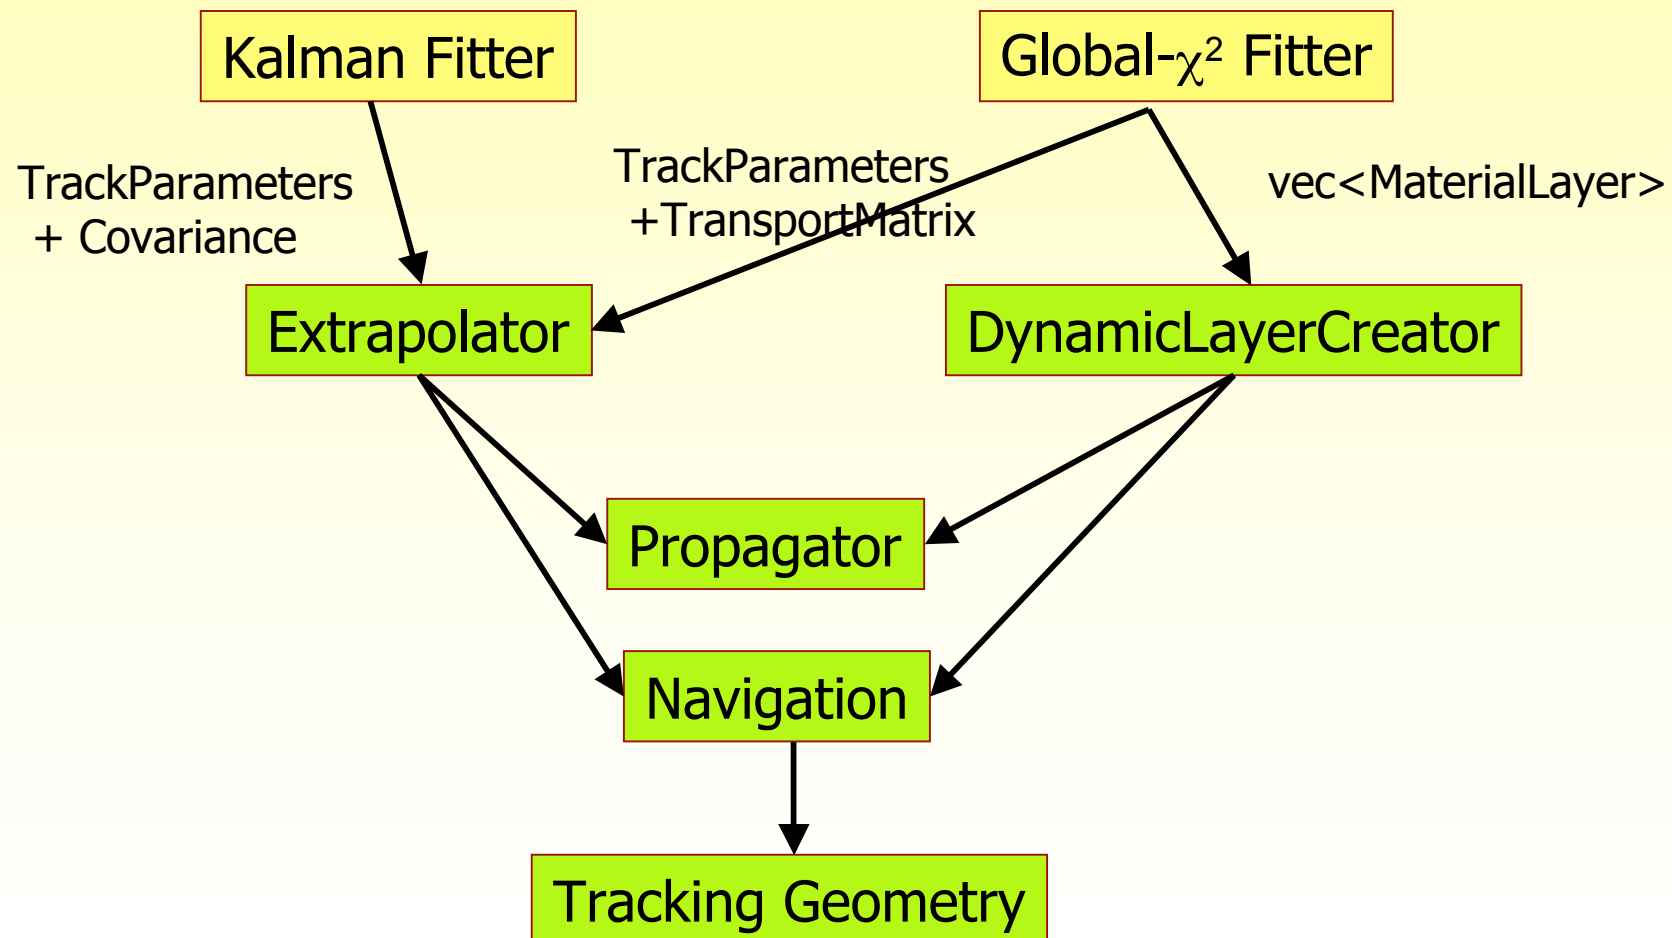 Kalman Fitter
Global-χ² Fitter
TrackParameters
+ Covariance
TrackParameters
+TransportMatrix
vec<MaterialLayer>
Extrapolator
DynamicLayerCreator
Propagator
Navigation
Tracking Geometry